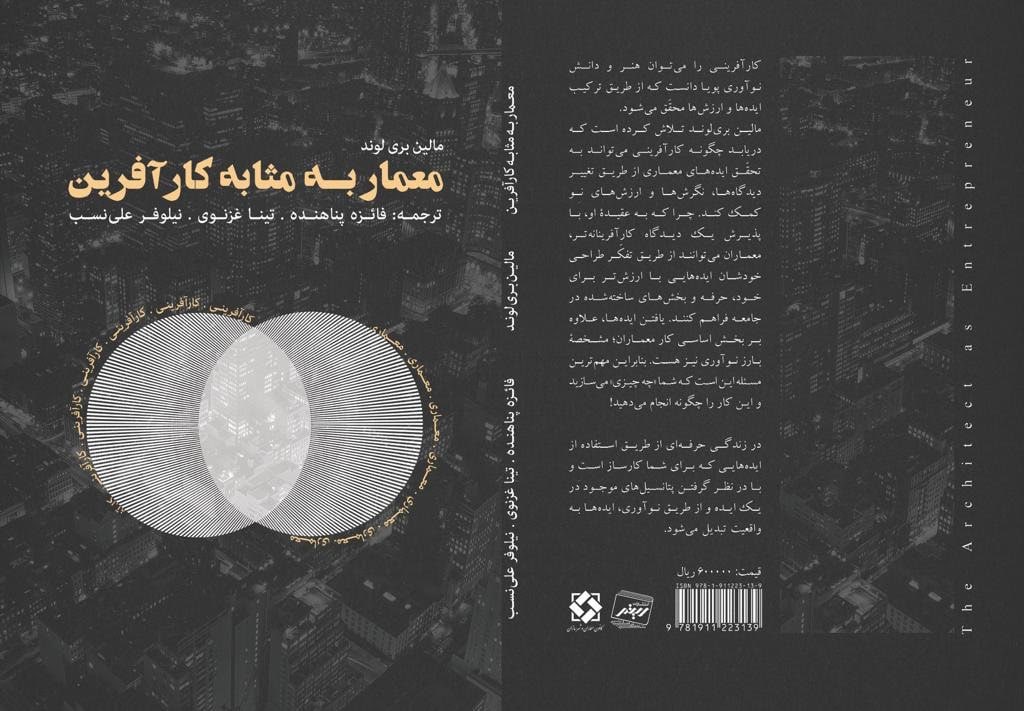 مالین بری لوند
معمار به مثابه کارآفرین
ترجمه: فائزه پناهنده . تینا غزنوی . نیلوفر علی‌نسب
کارآفرینی . کارآفرینی . کارآفرینی . کارآفرینی . کارآفرینی
معماری . معماری . معماری . معماری . معماری . معماری
معمار به مثابه کارآفرین
مالین بری لوند
فائزه پناهنده . تینا غزنوی . نیلوفر علی‌نسب
کارآفرینی را می‌توان هنر و دانش
نوآوری پویا دانست که از طریق ترکیب
ایده‌ها و ارزش‌ها محقّق می‌شود.
مالین بری‌لوند تلاش کرده است که
دریابد چگونه کارآفرینی می‌تواند به
تحقّق ایده‌های معماری از طریق تغییر
دیدگاه‌ها، نگرش‌ها و ارزش‌های نو
کمک کند. چرا که به عقیدهٔ او، با
پذیرش یک دیدگاه کارآفرینانه‌تر،
معماران می‌توانند از طریق تفکّر طراحی
خودشان ایده‌هایی با ارزش‌تر برای
خود، حرفه و بخش‌های ساخته‌شده در
جامعه فراهم کنند. یافتن ایده‌ها، علاوه
بر بخش اساسی کار معماران؛ مشخصهٔ
بارز نوآوری نیز هست. بنابراین مهم‌ترین
مسئله این است که شما «چه چیزی» می‌سازید
و این کار را چگونه انجام می‌دهید!
در زندگی حرفه‌ای از طریق استفاده از
ایده‌هایی که برای شما کارساز است و
با در نظر گرفتن پتانسیل‌های موجود در
یک ایده و از طریق نوآوری، ایده‌ها به
واقعیت تبدیل می‌شود.
قیمت: ۶۰۰۰۰۰ ریال
ISBN 978-1-911223-13-9
9 781911 223139
The Architect as Entrepreneur